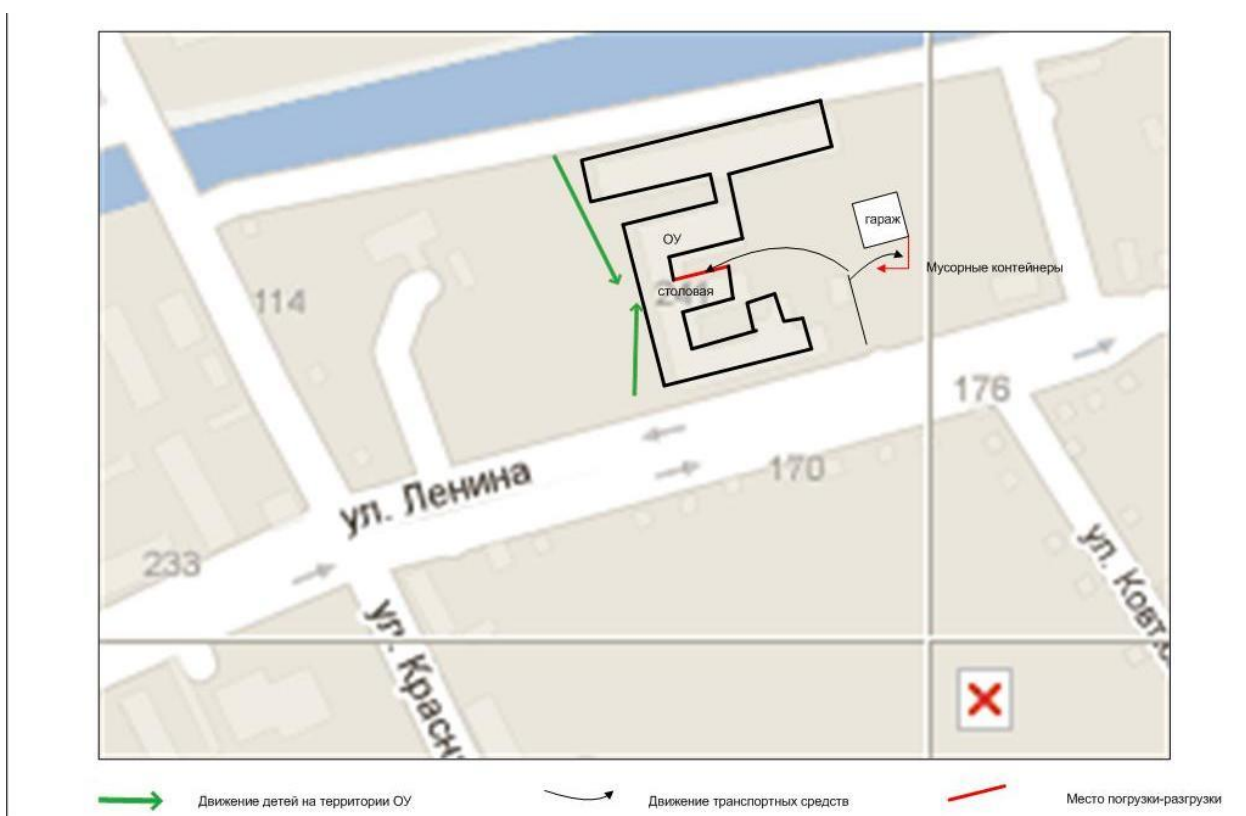 гараж
ОУ
Мусорные контейнеры
столовая
241
114
176
170
ул. Ленина
233
ул. Ковт
ул. Красн
Движение детей на территории ОУ
Движение транспортных средств
Место погрузки-разгрузки